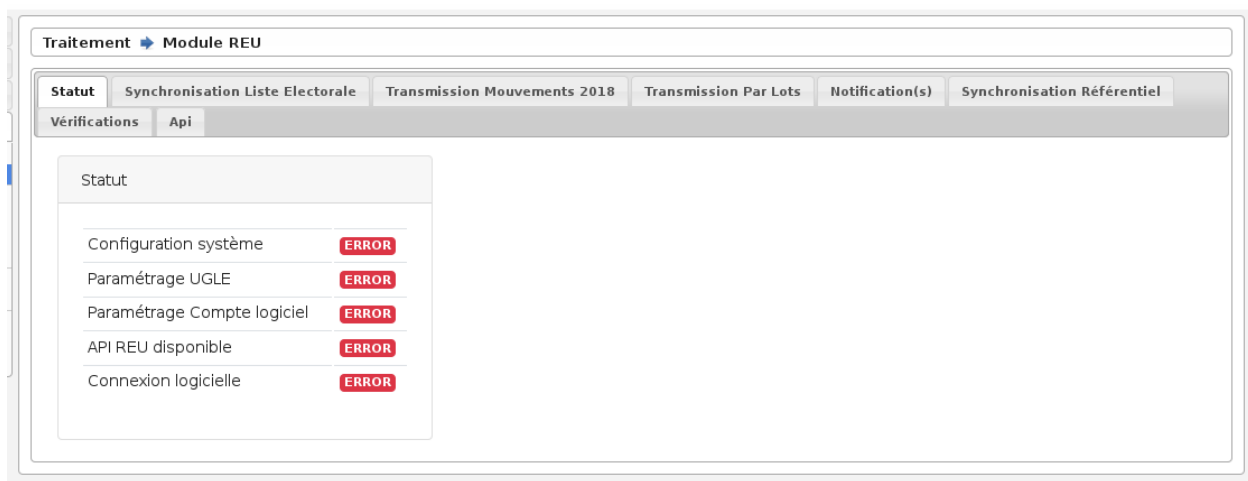 Traitement Module REU
Statut Synchronisation Liste Electorale Transmission Mouvements 2018 Transmission Par Lots Notification(s) Synchronisation Référentiel
Vérifications Api
Statut
Configuration système ERROR
Paramétrage UGLE ERROR
Paramétrage Compte logiciel ERROR
API REU disponible ERROR
Connexion logicielle ERROR